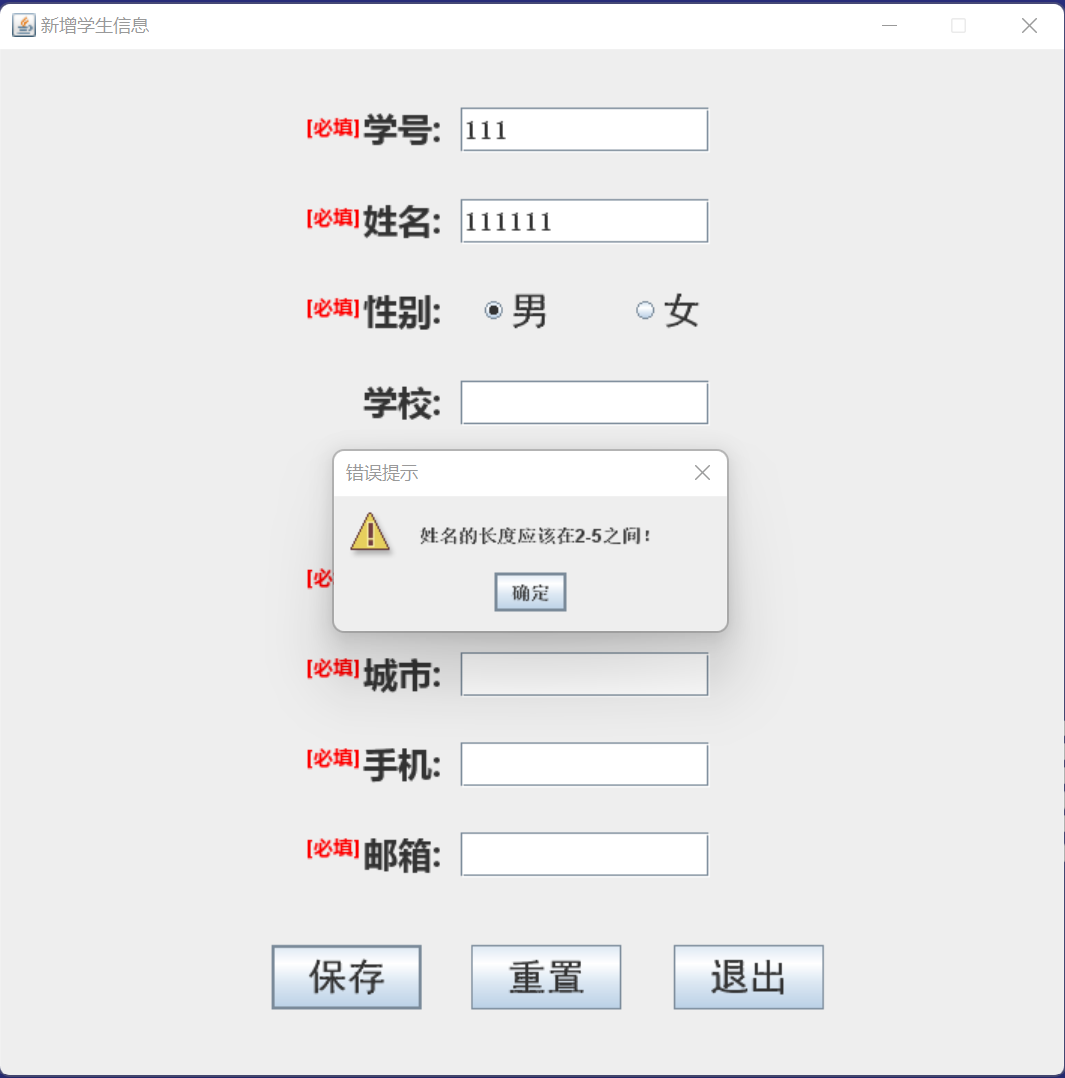 新增学生信息
[必填]学号: 111
[必填]姓名: 111111
[必填]性别: 男 女
学校:
错误提示
姓名的长度应该在2-5之间!
确定
[必
[必填]城市:
[必填]手机:
[必填]邮箱:
保存 重置 退出